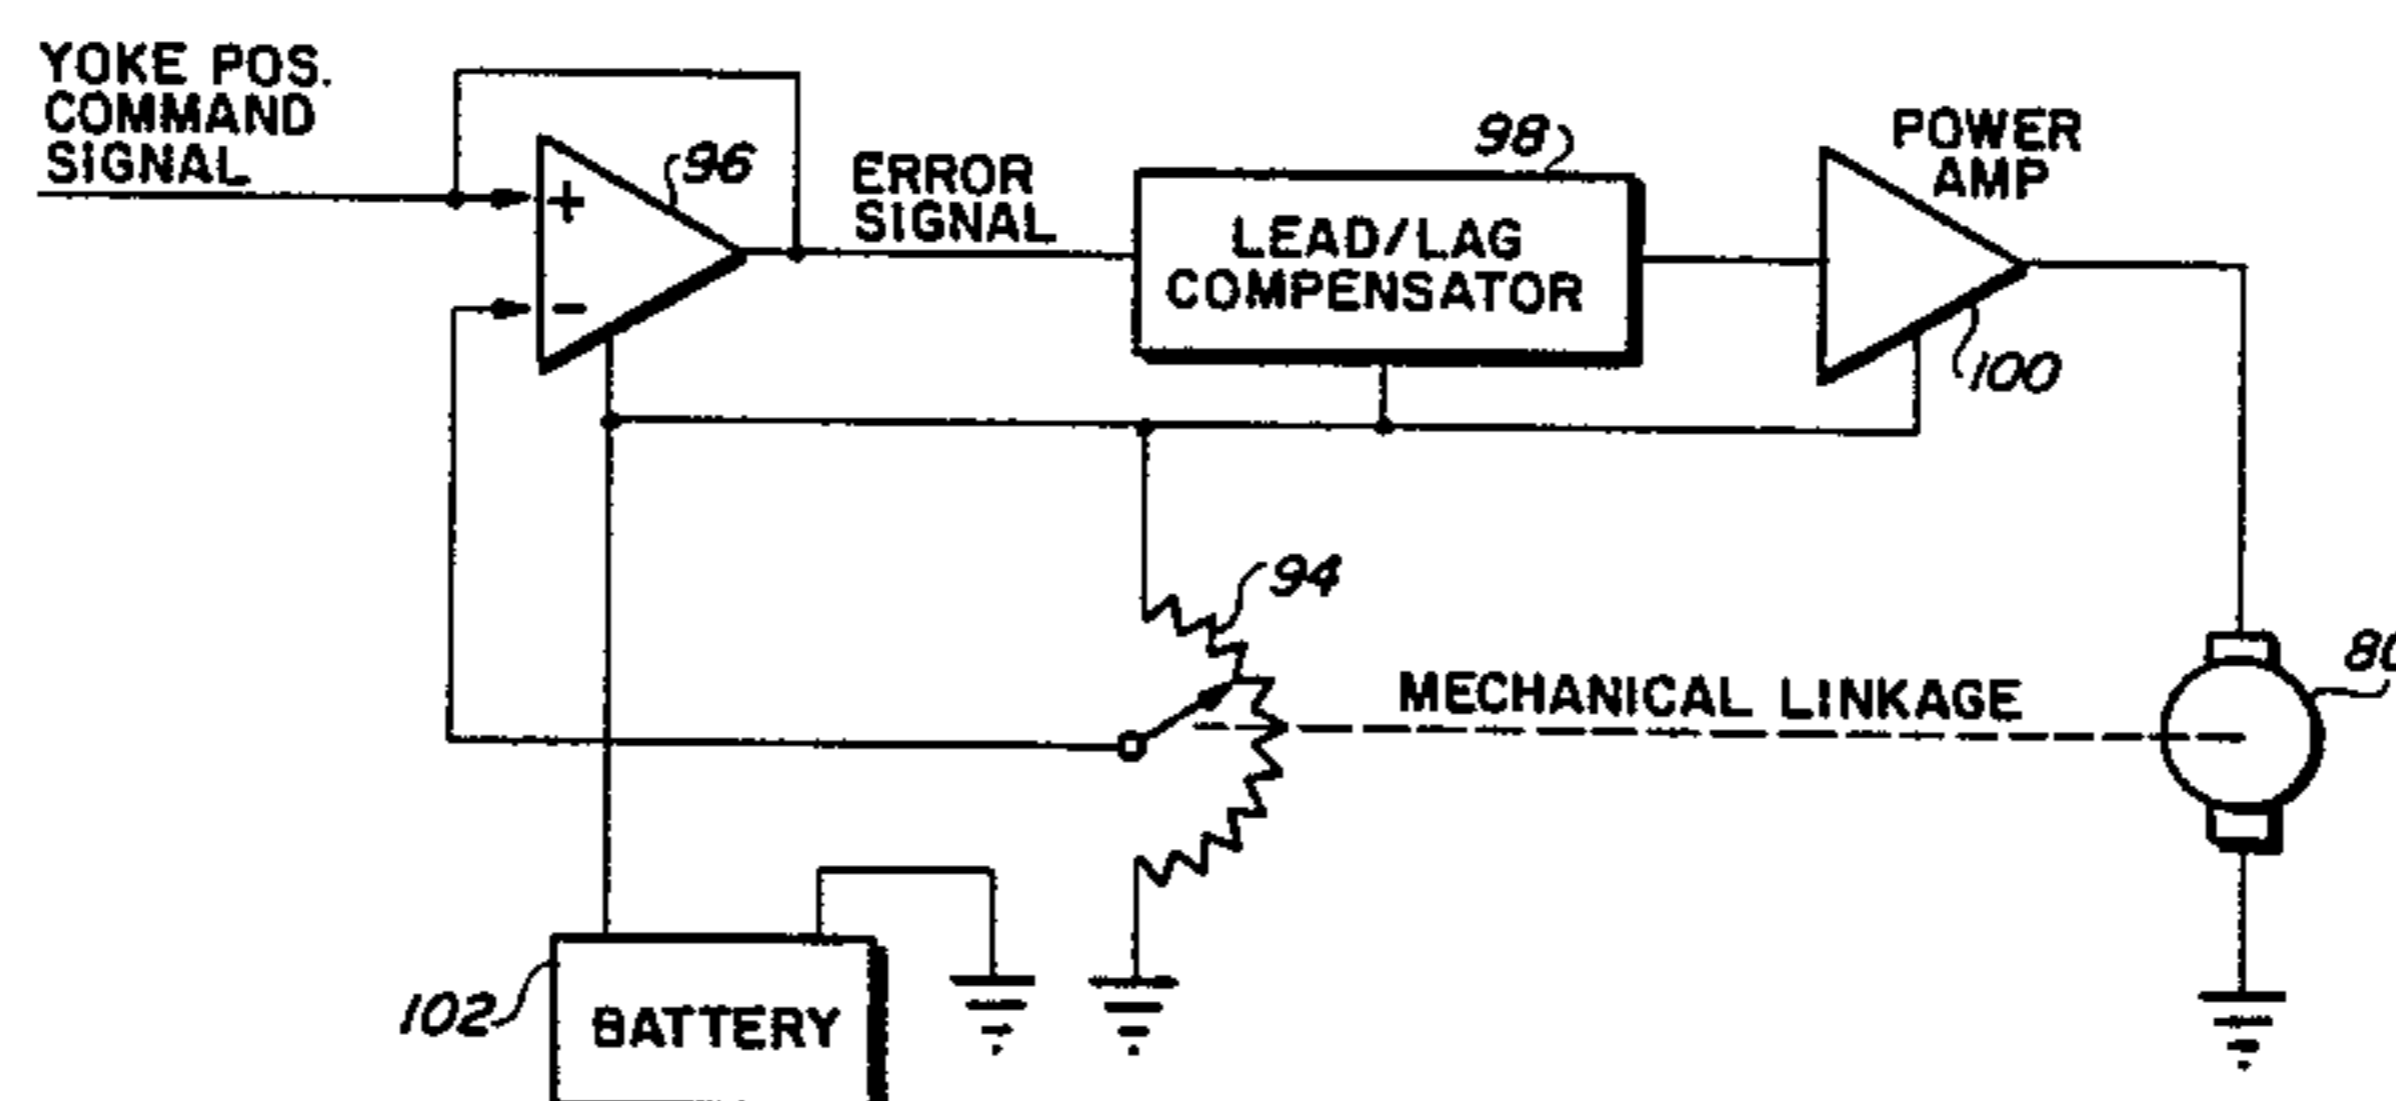 YOKE POS.
COMMAND
SIGNAL
+
−
96
ERROR
SIGNAL
98
LEAD/LAG
COMPENSATOR
POWER
AMP
100
94
MECHANICAL LINKAGE
80
102
BATTERY